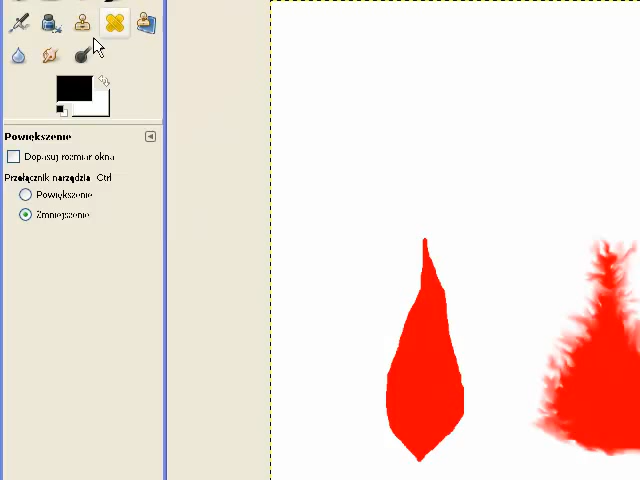 Powiększenie
Dopasuj rozmiar okna
Przełącznik narzędzia Ctrl
Powiększenie
Zmniejszenie